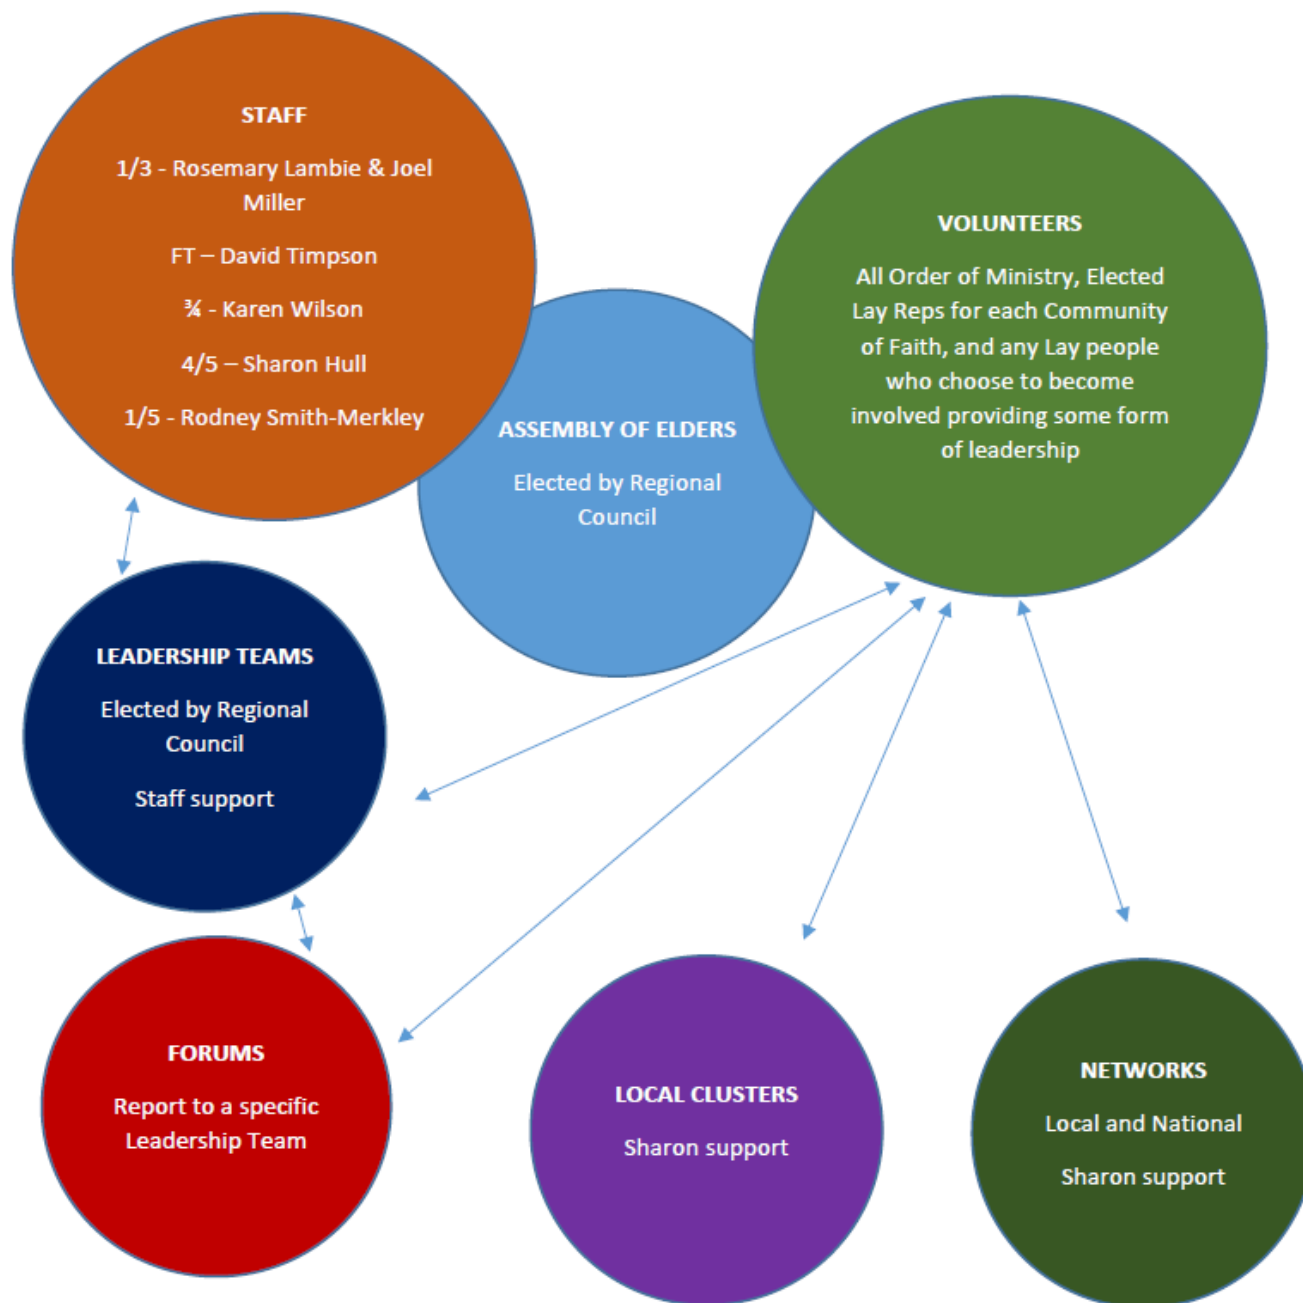 STAFF
1/3 - Rosemary Lambie & Joel
Miller
FT – David Timpson
¾ - Karen Wilson
4/5 – Sharon Hull
1/5 - Rodney Smith-Merkley
VOLUNTEERS
All Order of Ministry, Elected
Lay Reps for each Community
of Faith, and any Lay people
who choose to become
involved providing some form
of leadership
ASSEMBLY OF ELDERS
Elected by Regional
Council
LEADERSHIP TEAMS
Elected by Regional
Council
Staff support
FORUMS
Report to a specific
Leadership Team
LOCAL CLUSTERS
Sharon support
NETWORKS
Local and National
Sharon support